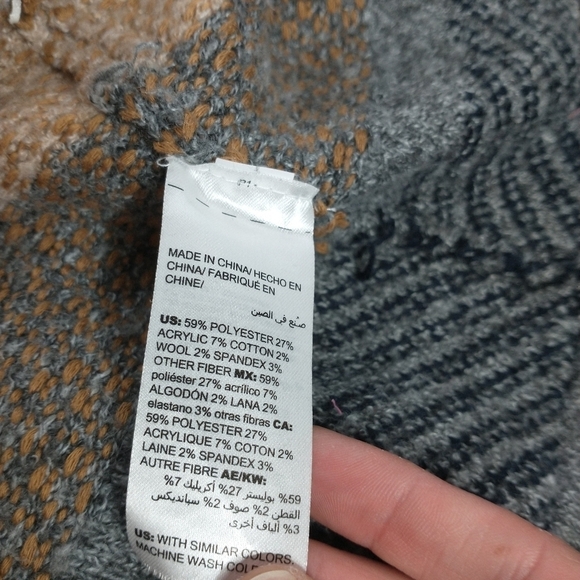 MADE IN CHINA/ HECHO EN
CHINA/ FABRIQUÉ EN
CHINE/
صنع في الصين
US: 59% POLYESTER 27%
ACRYLIC 7% COTTON 2%
WOOL 2% SPANDEX 3%
OTHER FIBER MX: 59%
poliéster 27% acrílico 7%
ALGODÓN 2% LANA 2%
elastano 3% otras fibras CA:
59% POLYESTER 27%
ACRYLIQUE 7% COTON 2%
LAINE 2% SPANDEX 3%
AUTRE FIBRE AE/KW:
59% بوليستر 27% أكريليك 7%
القطن 2% صوف 2% سبانديكس
3% ألياف أخرى
US: WITH SIMILAR COLORS,
MACHINE WASH